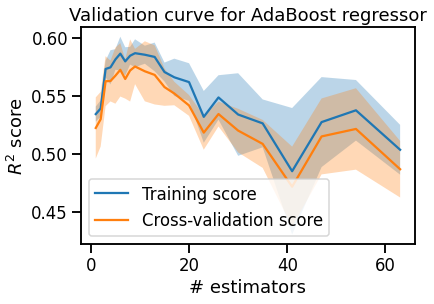 Validation curve for AdaBoost regressor
0.60
0.55
0.50
0.45
R² score
Training score
Cross-validation score
0
20
40
60
# estimators